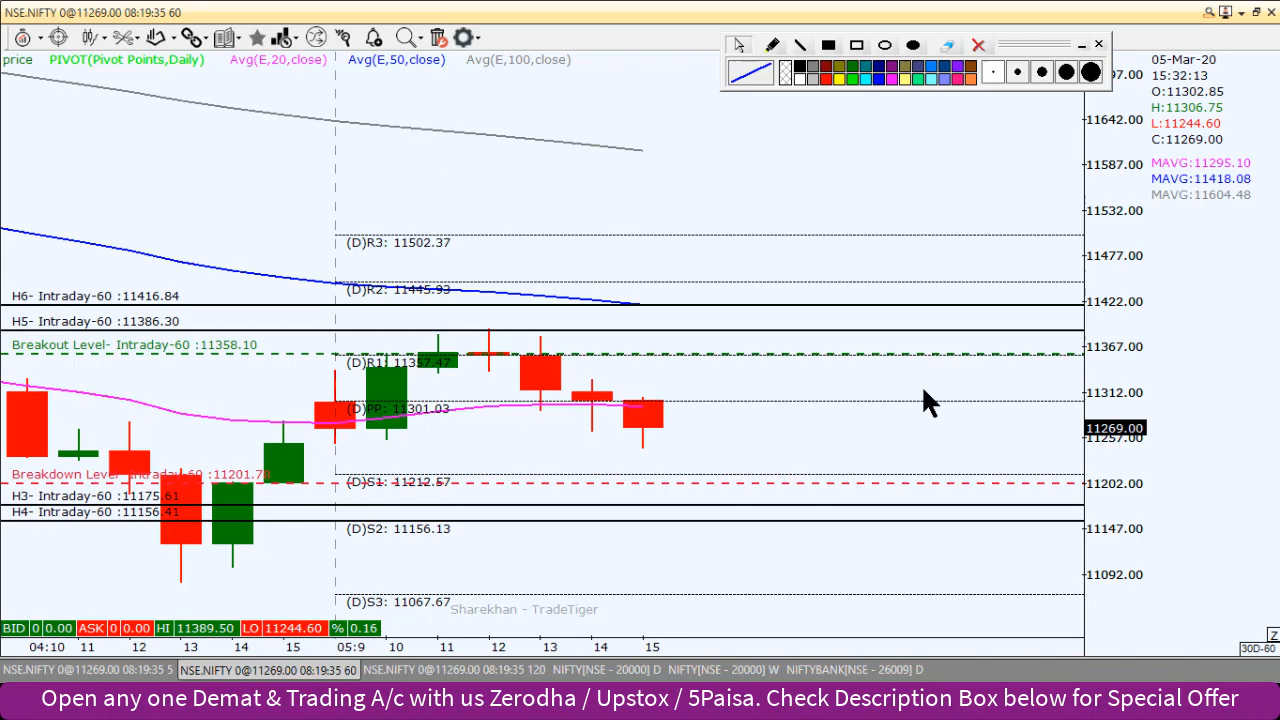 NSE.NIFTY 0@11269.00 08:19:35 60
price PIVOT(Pivot Points,Daily) Avg(E,20,close) Avg(E,50,close) Avg(E,100,close)
05-Mar-20
15:32:13
O:11302.85
H:11306.75
L:11244.60
C:11269.00
MAVG:11295.10
MAVG:11418.08
MAVG:11604.48
11642.00
11587.00
11532.00
11477.00
11422.00
11367.00
11312.00
11269.00
11257.00
11202.00
11147.00
11092.00
(D)R3: 11502.37
(D)R2: 11445.93
H6- Intraday-60 :11416.84
H5- Intraday-60 :11386.30
Breakout Level- Intraday-60 :11358.10
(D)R1: 11357.47
(D)PP: 11301.03
Breakdown Level- Intraday-60 :11201.78
(D)S1: 11212.57
H3- Intraday-60 :11175.61
H4- Intraday-60 :11156.41
(D)S2: 11156.13
(D)S3: 11067.67
Sharekhan - TradeTiger
BID 0 0.00 ASK 0 0.00 HI 11389.50 LO 11244.60 % 0.16
04:10 11 12 13 14 15 05:9 10 11 12 13 14 15
Z
30D-60
NSE.NIFTY 0@11269.00 08:19:35 5 NSE.NIFTY 0@11269.00 08:19:35 60 NSE.NIFTY 0@11269.00 08:19:35 120 NIFTY[NSE - 20000] D NIFTY[NSE - 20000] W NIFTYBANK[NSE - 26009] D
Open any one Demat & Trading A/c with us Zerodha / Upstox / 5Paisa. Check Description Box below for Special Offer